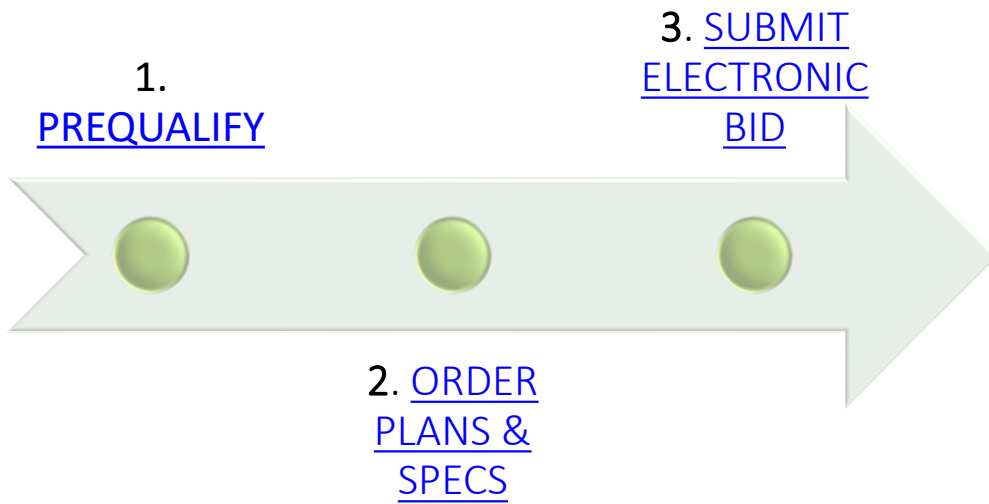 1.
PREQUALIFY
2. ORDER
PLANS &
SPECS
3. SUBMIT
ELECTRONIC
BID